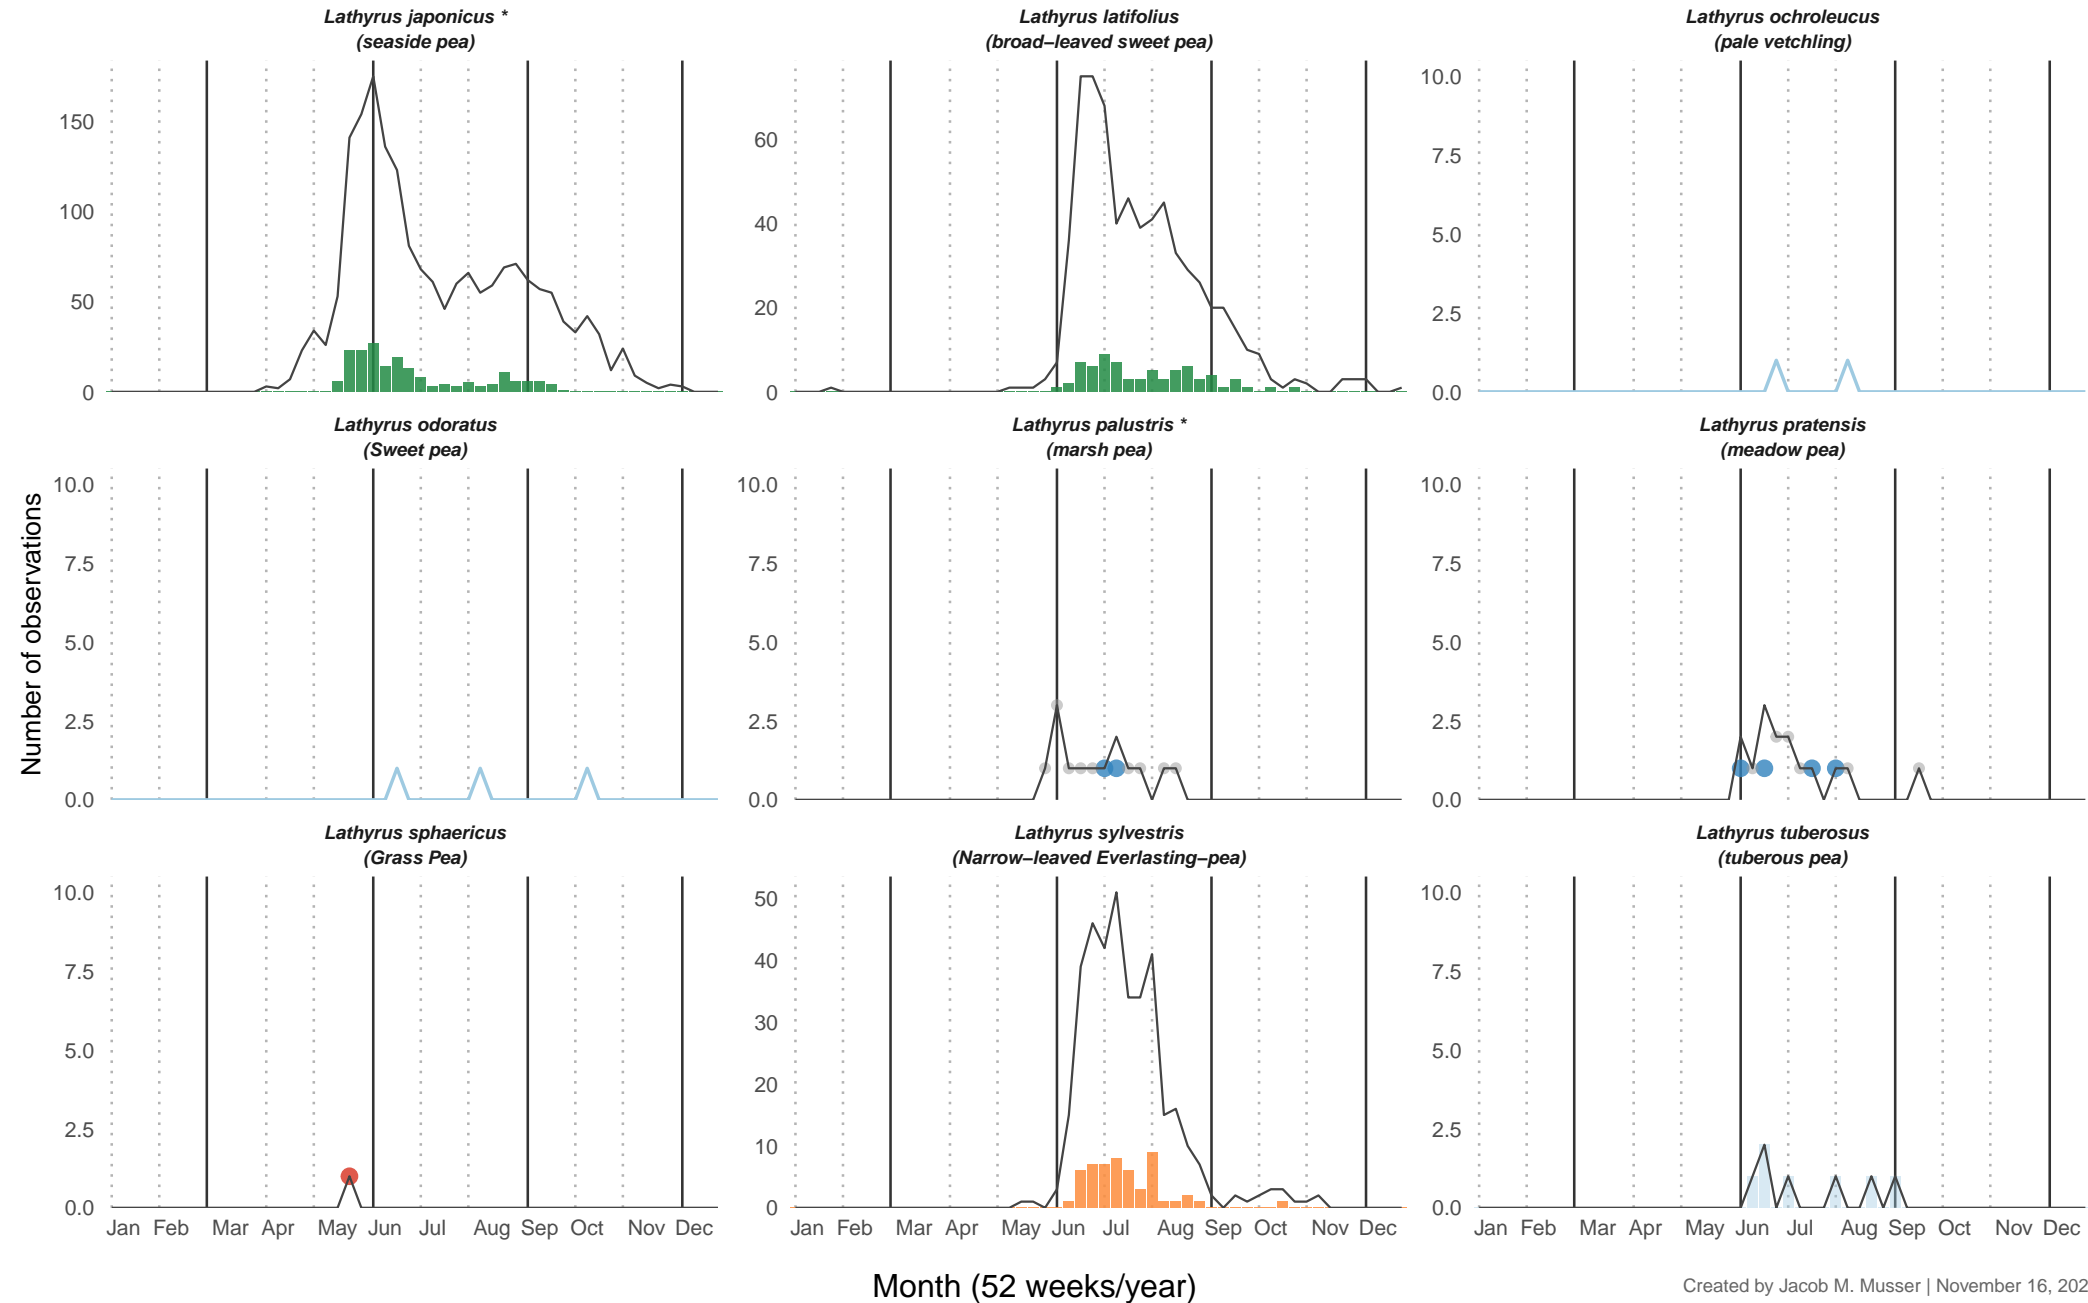 Lathyrus japonicus *
(seaside pea)
Lathyrus latifolius
(broad–leaved sweet pea)
Lathyrus ochroleucus
(pale vetchling)
150
100
50
0
60
40
20
0
10.0
7.5
5.0
2.5
0.0
Lathyrus odoratus
(Sweet pea)
Lathyrus palustris *
(marsh pea)
Lathyrus pratensis
(meadow pea)
Number of observations
10.0
7.5
5.0
2.5
0.0
10.0
7.5
5.0
2.5
0.0
10.0
7.5
5.0
2.5
0.0
Lathyrus sphaericus
(Grass Pea)
Lathyrus sylvestris
(Narrow–leaved Everlasting–pea)
Lathyrus tuberosus
(tuberous pea)
10.0
7.5
5.0
2.5
0.0
50
40
30
20
10
0
10.0
7.5
5.0
2.5
0.0
Jan Feb Mar Apr May Jun Jul Aug Sep Oct Nov Dec
Jan Feb Mar Apr May Jun Jul Aug Sep Oct Nov Dec
Jan Feb Mar Apr May Jun Jul Aug Sep Oct Nov Dec
Month (52 weeks/year)
Created by Jacob M. Musser | November 16, 202